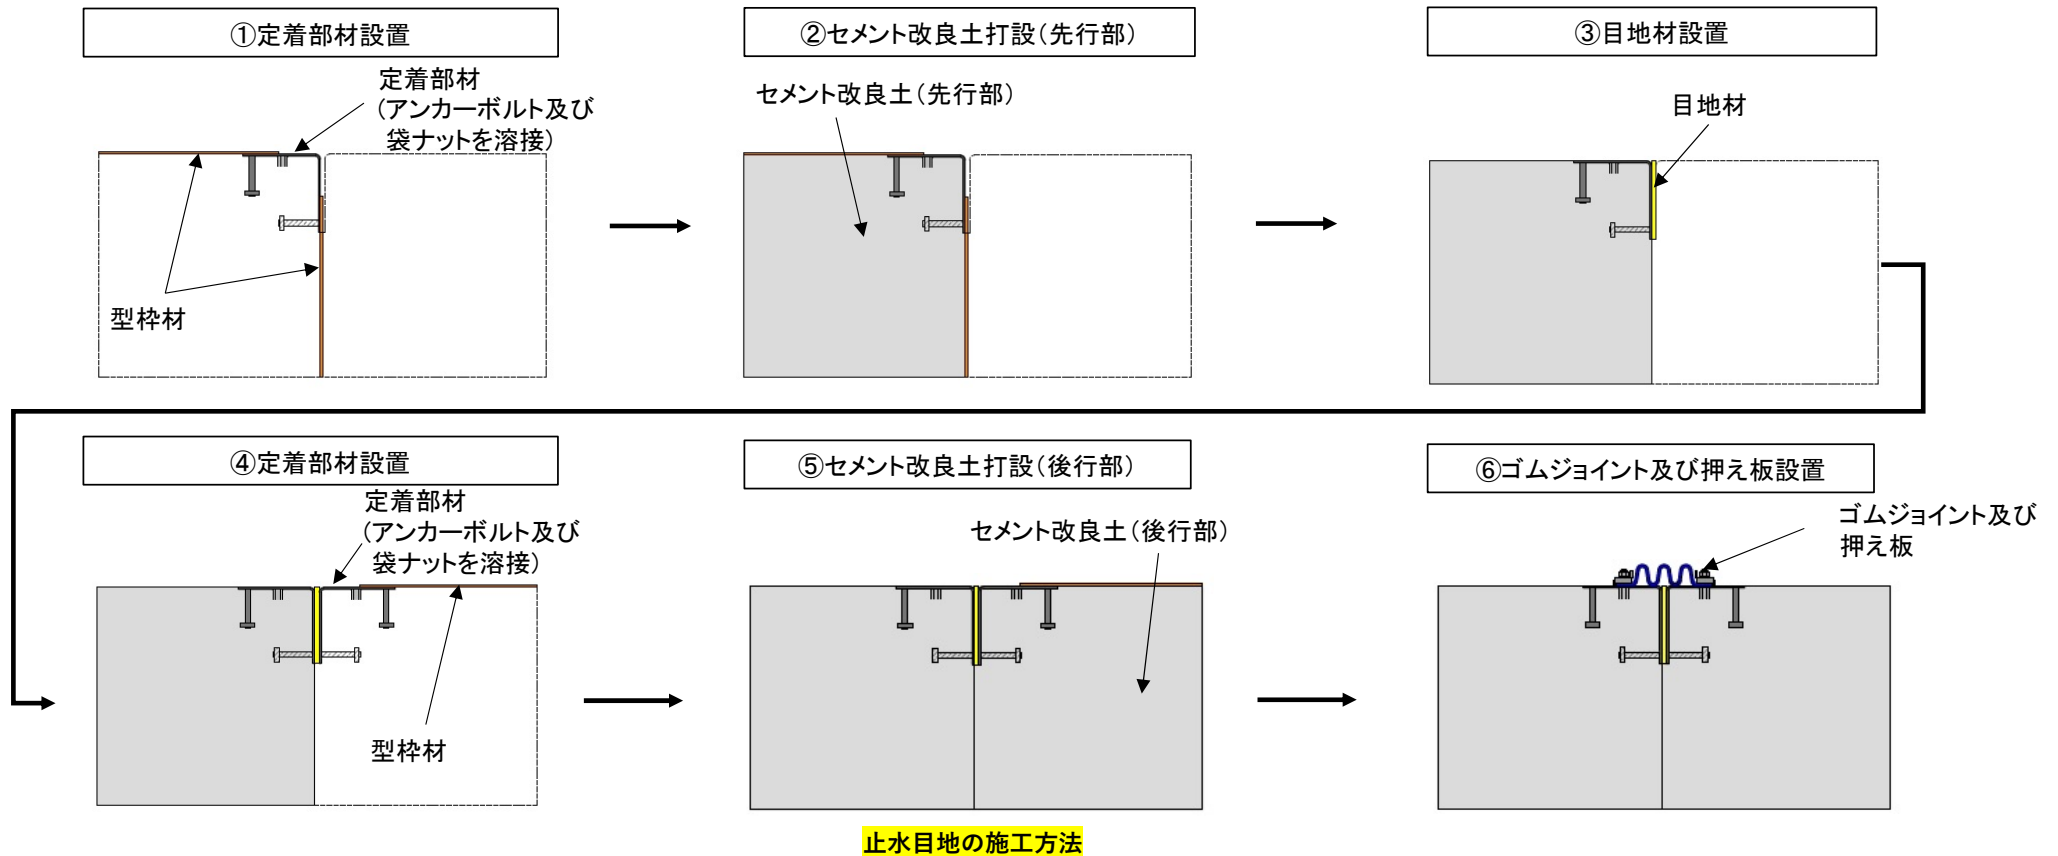 ①定着部材設置
定着部材
(アンカーボルト及び
袋ナットを溶接)
型枠材
②セメント改良土打設(先行部)
セメント改良土(先行部)
③目地材設置
目地材
④定着部材設置
定着部材
(アンカーボルト及び
袋ナットを溶接)
型枠材
⑤セメント改良土打設(後行部)
セメント改良土(後行部)
⑥ゴムジョイント及び押え板設置
ゴムジョイント及び
押え板
止水目地の施工方法